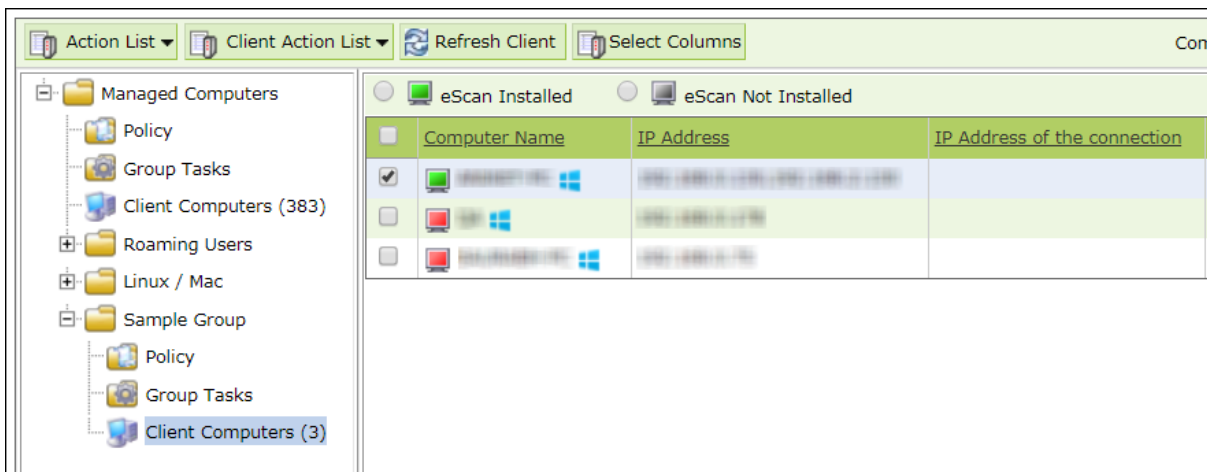 Action List Client Action List Refresh Client Select Columns Com
Managed Computers
Policy
Group Tasks
Client Computers (383)
Roaming Users
Linux / Mac
Sample Group
Policy
Group Tasks
Client Computers (3)
eScan Installed eScan Not Installed
Computer Name IP Address IP Address of the connection